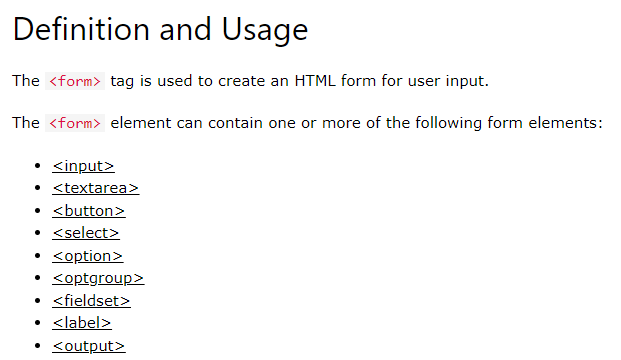 Definition and Usage
The <form> tag is used to create an HTML form for user input.
The <form> element can contain one or more of the following form elements:
• <input>
• <textarea>
• <button>
• <select>
• <option>
• <optgroup>
• <fieldset>
• <label>
• <output>